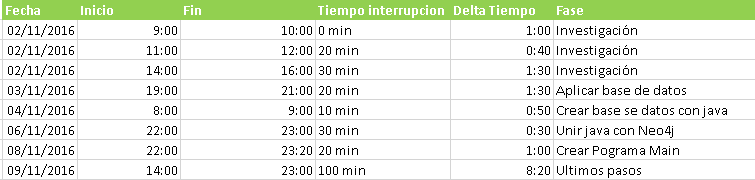 Fecha Inicio Fin Tiempo interrupcion Delta Tiempo Fase
02/11/2016 9:00 10:00 0 min 1:00 Investigación
02/11/2016 11:00 12:00 20 min 0:40 Investigación
02/11/2016 14:00 16:00 30 min 1:30 Investigación
03/11/2016 19:00 21:00 20 min 1:30 Aplicar base de datos
04/11/2016 8:00 9:00 10 min 0:50 Crear base se datos con java
06/11/2016 22:00 23:00 30 min 0:30 Unir java con Neo4j
08/11/2016 22:00 23:20 20 min 1:00 Crear Pograma Main
09/11/2016 14:00 23:00 100 min 8:20 Ultimos pasos